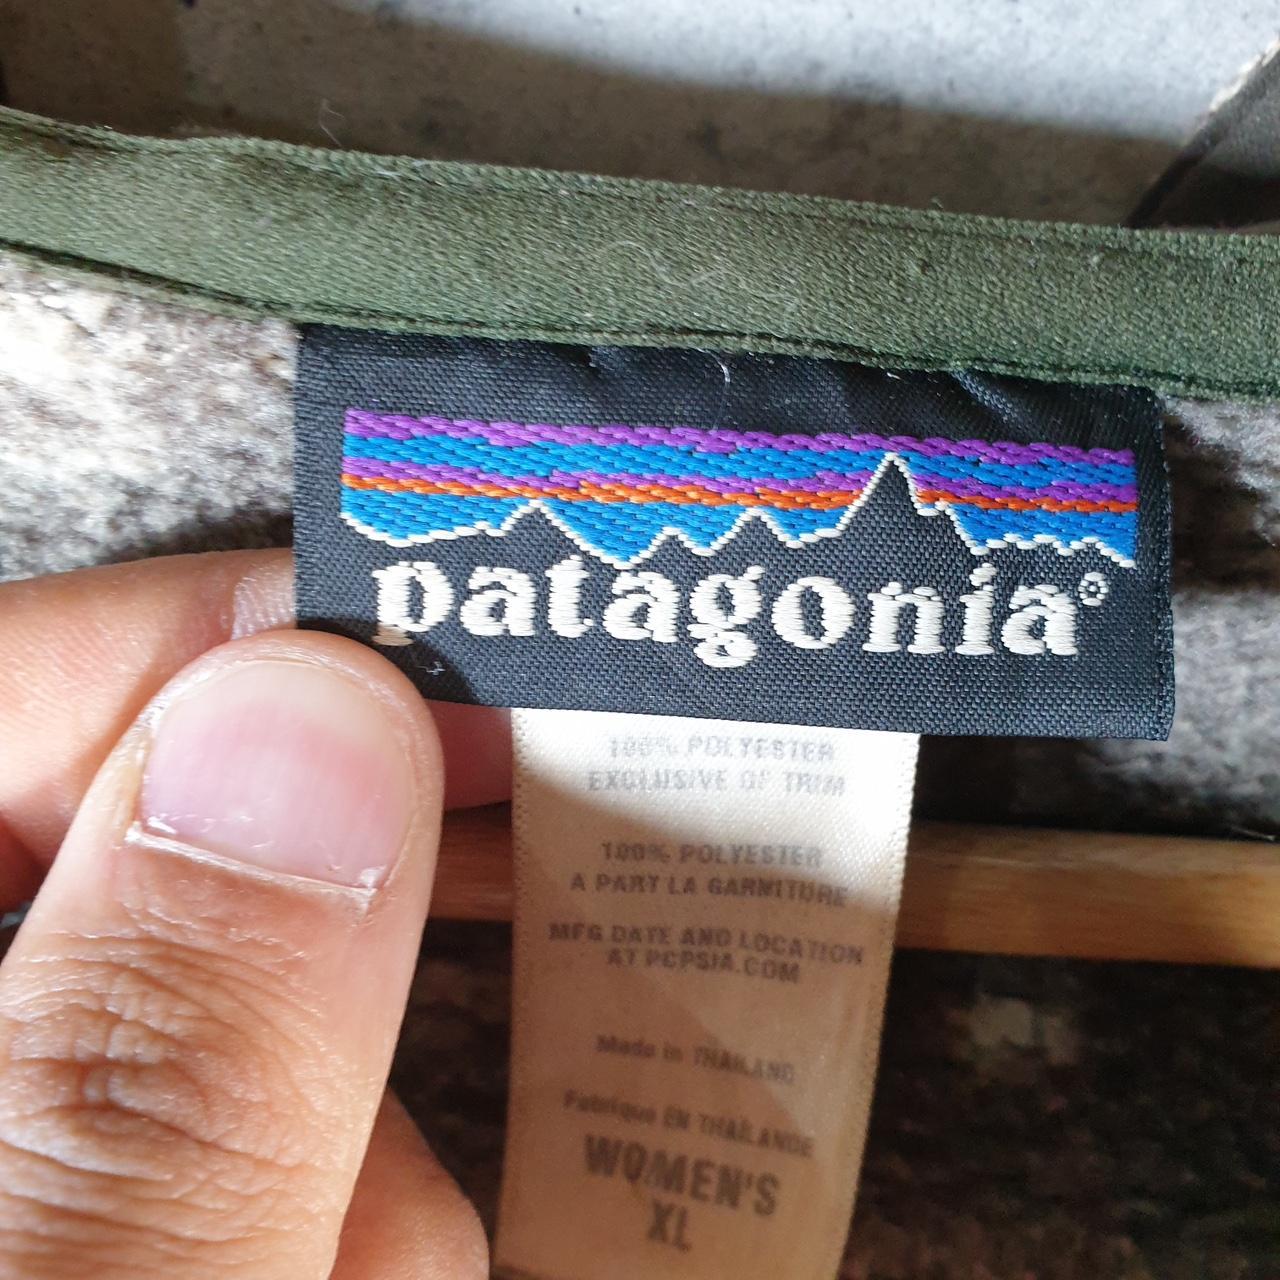 patagonia®
100% POLYESTER
EXCLUSIVE OF TRIM
100% POLYESTER
A PART LA GARNITURE
MFG DATE AND LOCATION
AT PCPSIA.COM
Made in THAILAND
Fabrique EN THAILANDE
WOMEN'S
XL